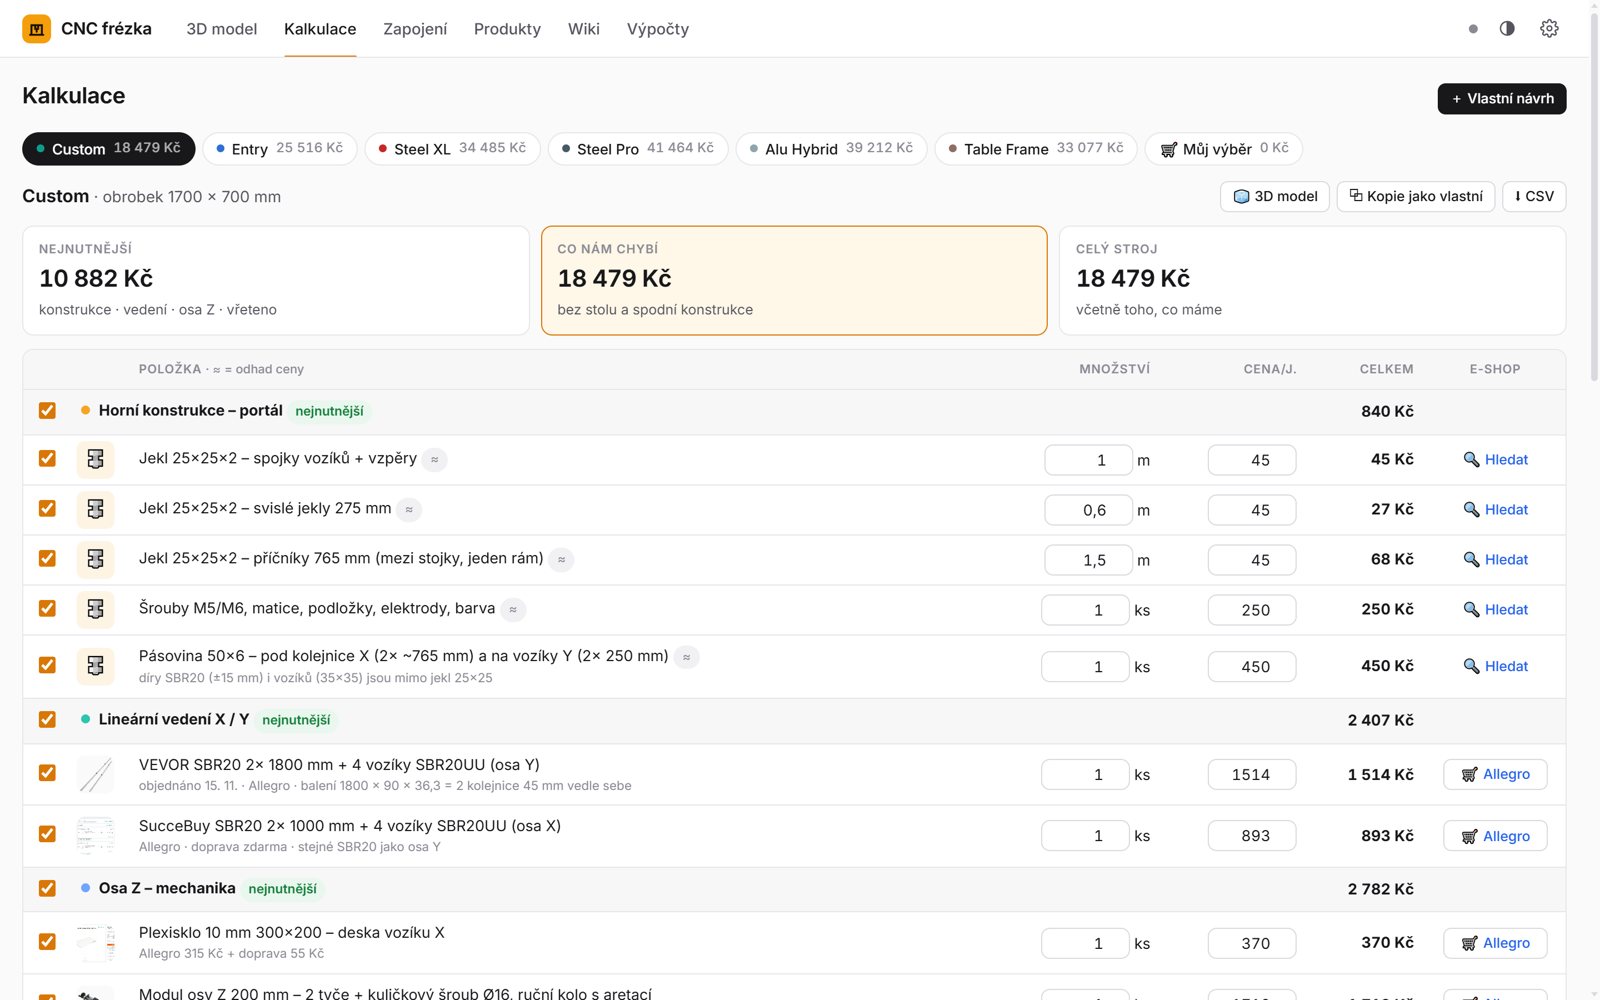 CNC frézka 3D model Kalkulace Zapojení Produkty Wiki Výpočty
Kalkulace
+ Vlastní návrh
Custom 18 479 Kč Entry 25 516 Kč Steel XL 34 485 Kč Steel Pro 41 464 Kč Alu Hybrid 39 212 Kč Table Frame 33 077 Kč Můj výběr 0 Kč
Custom · obrobek 1700 × 700 mm
3D model Kopie jako vlastní ⬇ CSV
NEJNUTNĚJŠÍ
10 882 Kč
konstrukce · vedení · osa Z · vřeteno
CO NÁM CHYBÍ
18 479 Kč
bez stolu a spodní konstrukce
CELÝ STROJ
18 479 Kč
včetně toho, co máme
POLOŽKA · ≈ = odhad ceny MNOŽSTVÍ CENA/J. CELKEM E-SHOP
Horní konstrukce – portál nejnutnější 840 Kč
Jekl 25×25×2 – spojky vozíků + vzpěry ≈ 1 m 45 45 Kč Hledat
Jekl 25×25×2 – svislé jekly 275 mm ≈ 0,6 m 45 27 Kč Hledat
Jekl 25×25×2 – příčníky 765 mm (mezi stojky, jeden rám) ≈ 1,5 m 45 68 Kč Hledat
Šrouby M5/M6, matice, podložky, elektrody, barva ≈ 1 ks 250 250 Kč Hledat
Pásovina 50×6 – pod kolejnice X (2× ~765 mm) a na vozíky Y (2× 250 mm) ≈ 1 ks 450 450 Kč Hledat
díry SBR20 (±15 mm) i vozíků (35×35) jsou mimo jekl 25×25
Lineární vedení X / Y nejnutnější 2 407 Kč
VEVOR SBR20 2× 1800 mm + 4 vozíky SBR20UU (osa Y) 1 ks 1514 1 514 Kč Allegro
objednáno 15. 11. · Allegro · balení 1800 × 90 × 36,3 = 2 kolejnice 45 mm vedle sebe
SucceBuy SBR20 2× 1000 mm + 4 vozíky SBR20UU (osa X) 1 ks 893 893 Kč Allegro
Allegro · doprava zdarma · stejné SBR20 jako osa Y
Osa Z – mechanika nejnutnější 2 782 Kč
Plexisklo 10 mm 300×200 – deska vozíku X 1 ks 370 370 Kč Allegro
Allegro 315 Kč + doprava 55 Kč
Modul osy Z 200 mm – 2 tyče + kuličkový šroub Ø16, ruční kolo s aretací